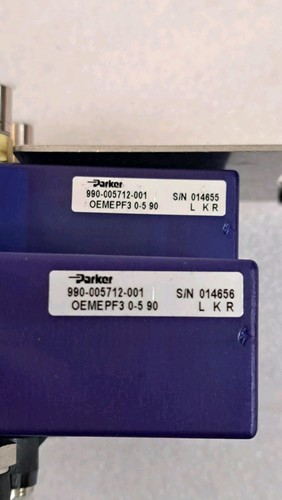 Parker
990-005712-001 S/N 014655
OEMEPF3 0-5 90 L K R
Parker
990-005712-001 S/N 014656
OEMEPF3 0-5 90 L K R